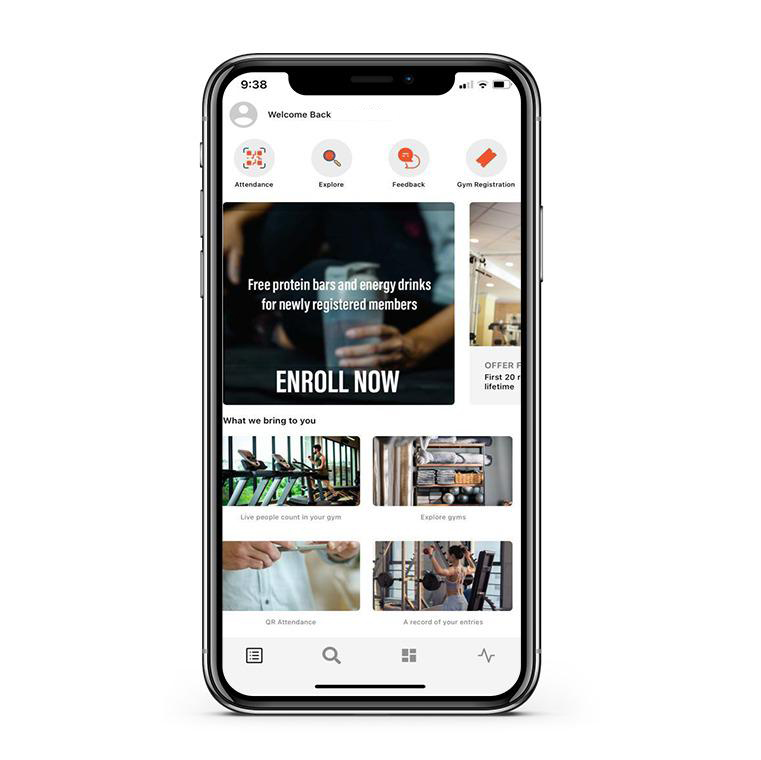 9:38
Welcome Back
Attendance
Explore
Feedback
Gym Registration
Free protein bars and energy drinks
for newly registered members
ENROLL NOW
OFFER F
First 20 r
lifetime
What we bring to you
Live people count in your gym
Explore gyms
QR Attendance
A record of your entries